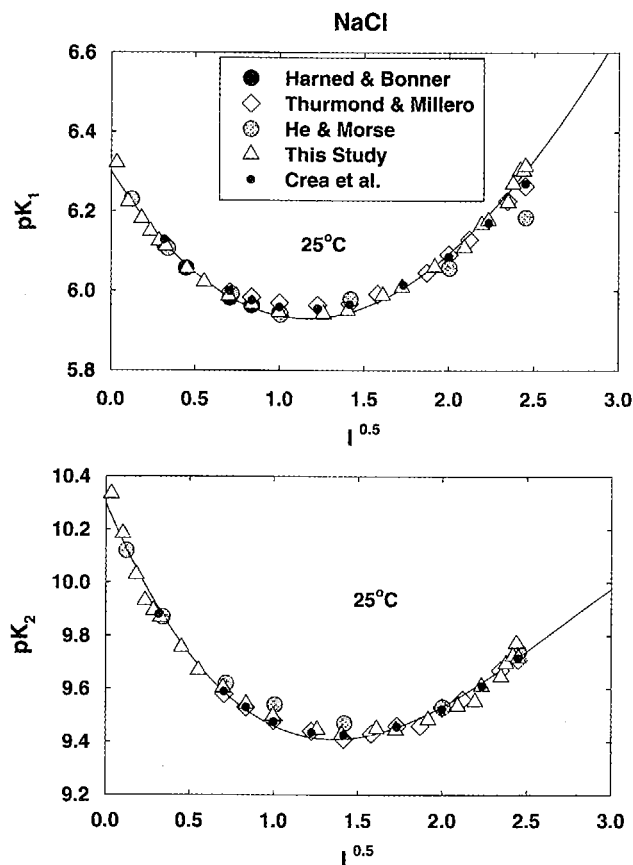 NaCl
6.6
6.4
6.2
6.0
5.8
pK1
Harned & Bonner
Thurmond & Millero
He & Morse
This Study
Crea et al.
25°C
0.0 0.5 1.0 1.5 2.0 2.5 3.0
I 0.5
10.4
10.2
10.0
9.8
9.6
9.4
9.2
pK2
25°C
0.0 0.5 1.0 1.5 2.0 2.5 3.0
I 0.5